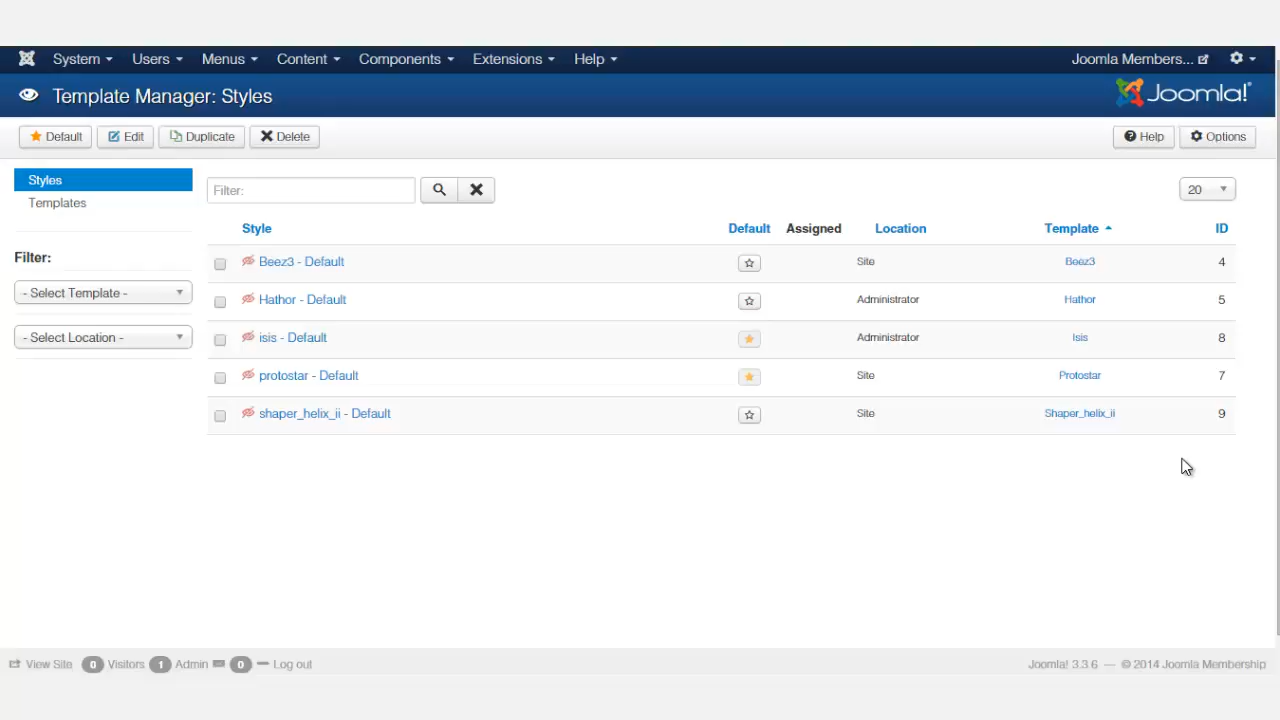 System Users Menus Content Components Extensions Help Joomla Members...
Template Manager: Styles Joomla!®
Default Edit Duplicate Delete Help Options
Styles
Templates
Filter:
- Select Template -
- Select Location -
Filter: 20
Style Default Assigned Location Template ID
Beez3 - Default Site Beez3 4
Hathor - Default Administrator Hathor 5
isis - Default Administrator Isis 8
protostar - Default Site Protostar 7
shaper_helix_ii - Default Site Shaper_helix_ii 9
View Site 0 Visitors 1 Admin 0 Log out Joomla! 3.3.6 — © 2014 Joomla Membership